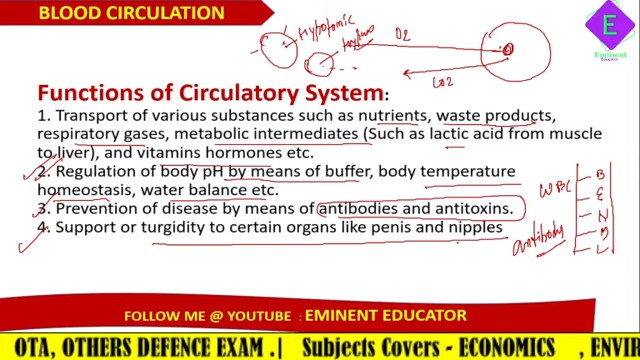 BLOOD CIRCULATION
E
Eminent
Educator
Hypotonic
O2
CO2
Functions of Circulatory System:
1. Transport of various substances such as nutrients, waste products,
respiratory gases, metabolic intermediates (Such as lactic acid from muscle
to liver), and vitamins hormones etc.
2. Regulation of body pH by means of buffer, body temperature
homeostasis, water balance etc.
3. Prevention of disease by means of antibodies and antitoxins.
4. Support or turgidity to certain organs like penis and nipples
WBC
B
E
N
M
L
antibody
FOLLOW ME @ YOUTUBE : EMINENT EDUCATOR
OTA, OTHERS DEFENCE EXAM .| Subjects Covers - ECONOMICS , ENVI